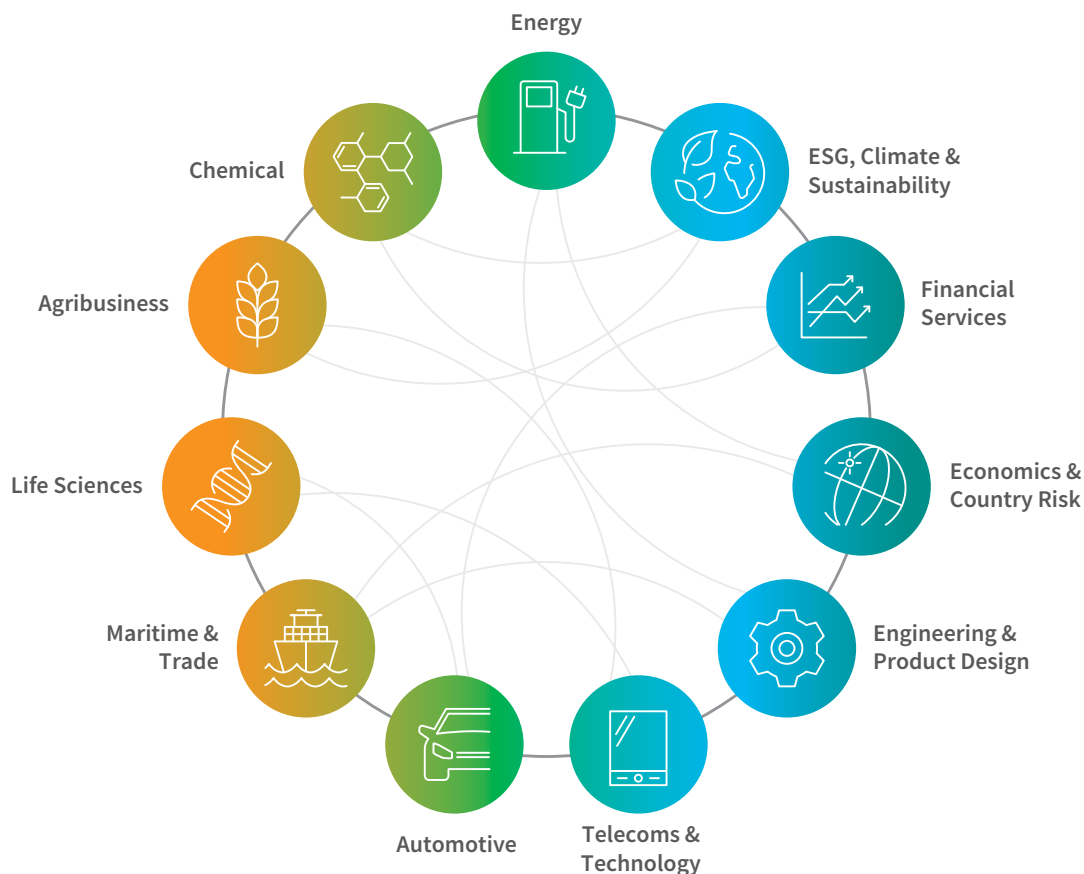 Energy
ESG, Climate &
Sustainability
Financial
Services
Economics &
Country Risk
Engineering &
Product Design
Telecoms &
Technology
Automotive
Maritime &
Trade
Life Sciences
Agribusiness
Chemical